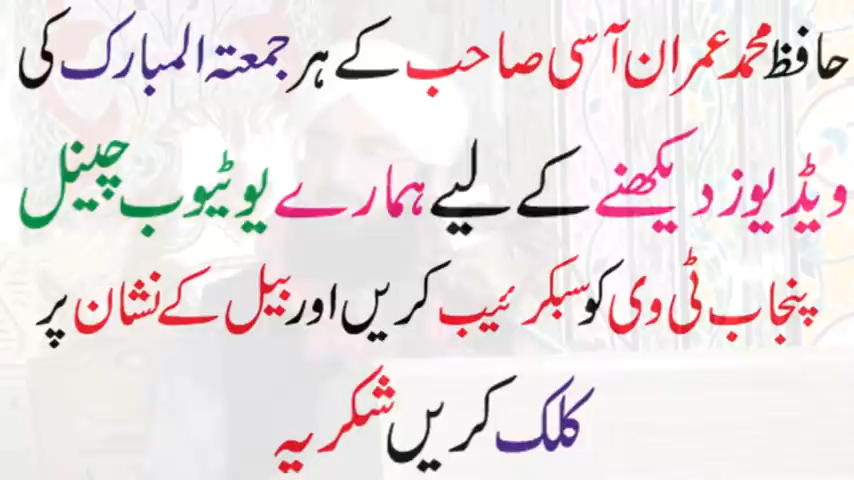 حافظ محمد عمران آسی صاحب کے ہر جمعتہ المبارک کی
ویڈیوز دیکھنے کے لیے ہمارے یوٹیوب چینل
پنجاب ٹی وی کو سبکرئیب کریں اور بیل کے نشان پر
کلک کریں شکریہ